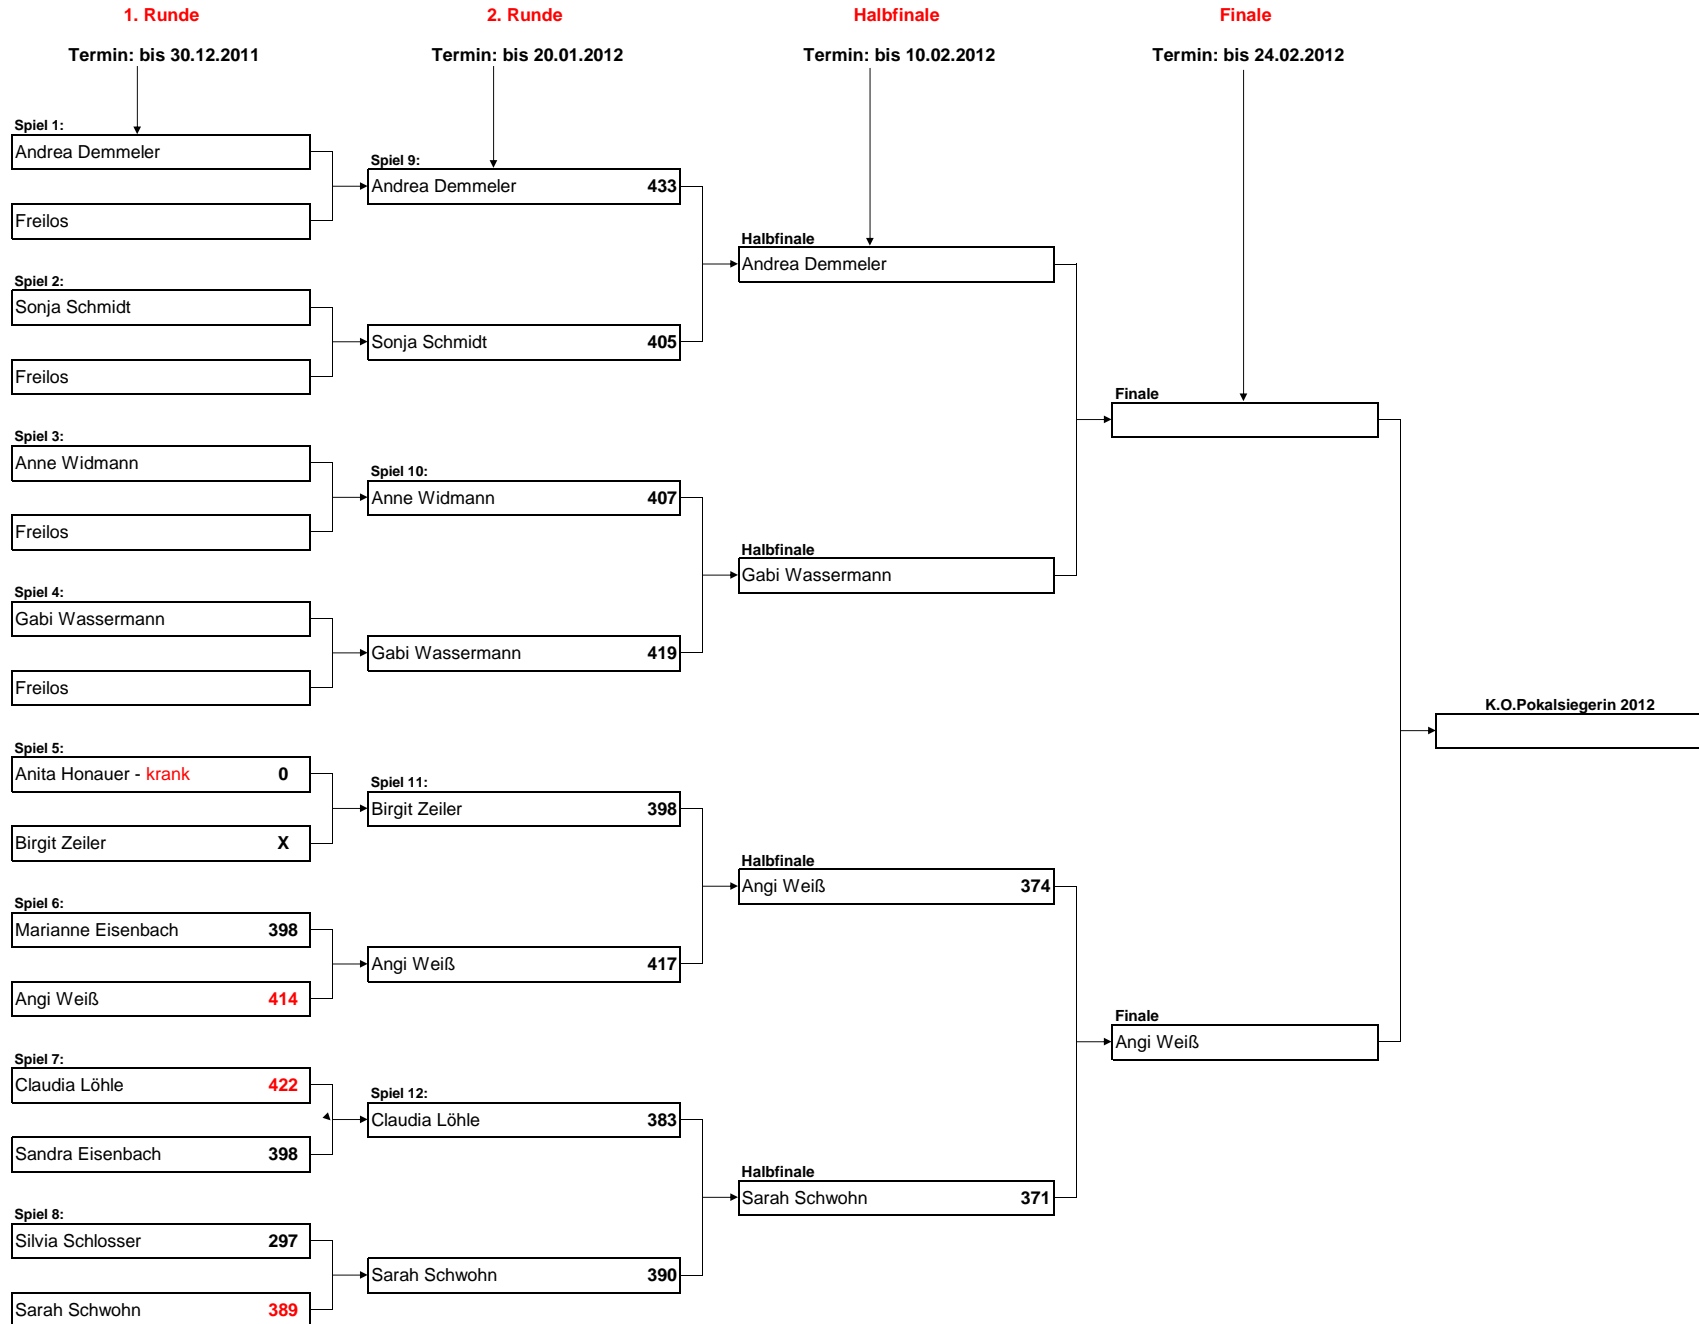 1. Runde
2. Runde
Halbfinale
Finale
Termin: bis 30.12.2011
Termin: bis 20.01.2012
Termin: bis 10.02.2012
Termin: bis 24.02.2012
Spiel 1:
Andrea Demmeler
Freilos
Spiel 2:
Sonja Schmidt
Freilos
Spiel 3:
Anne Widmann
Freilos
Spiel 4:
Gabi Wassermann
Freilos
Spiel 5:
Anita Honauer - krank 0
Birgit Zeiler X
Spiel 6:
Marianne Eisenbach 398
Angi Weiß 414
Spiel 7:
Claudia Löhle 422
Sandra Eisenbach 398
Spiel 8:
Silvia Schlosser 297
Sarah Schwohn 389
Spiel 9:
Andrea Demmeler 433
Sonja Schmidt 405
Spiel 10:
Anne Widmann 407
Gabi Wassermann 419
Spiel 11:
Birgit Zeiler 398
Angi Weiß 417
Spiel 12:
Claudia Löhle 383
Sarah Schwohn 390
Halbfinale
Andrea Demmeler
Halbfinale
Gabi Wassermann
Halbfinale
Angi Weiß 374
Halbfinale
Sarah Schwohn 371
Finale
Finale
Angi Weiß
K.O.Pokalsiegerin 2012